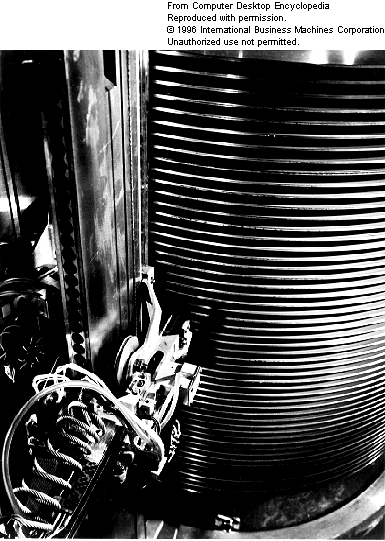 From Computer Desktop Encyclopedia
Reproduced with permission.
© 1996 International Business Machines Corporation
Unauthorized use not permitted.